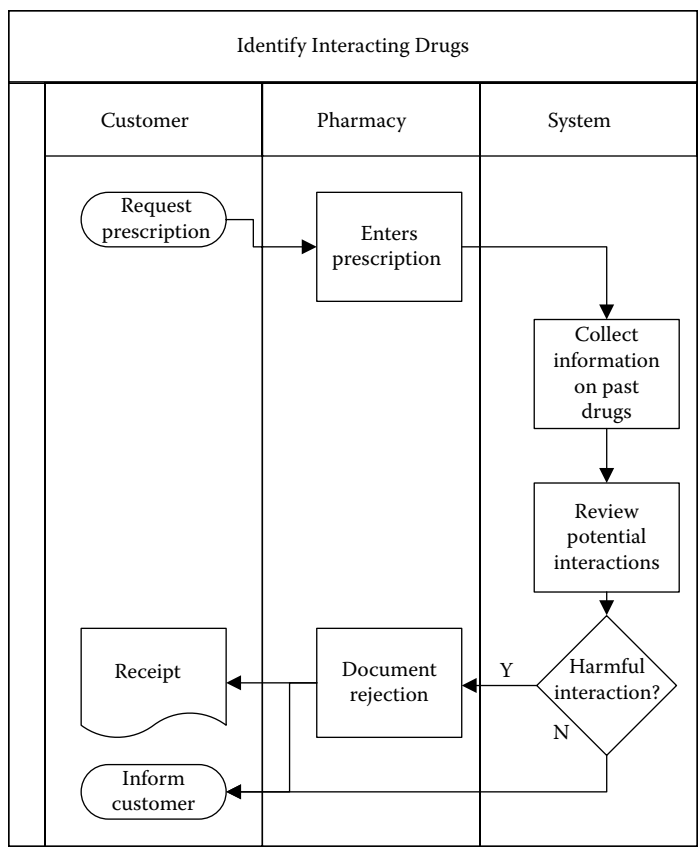 Identify Interacting Drugs
Customer
Pharmacy
System
Request
prescription
Enters
prescription
Collect
information
on past
drugs
Review
potential
interactions
Harmful
interaction?
Y
N
Document
rejection
Receipt
Inform
customer